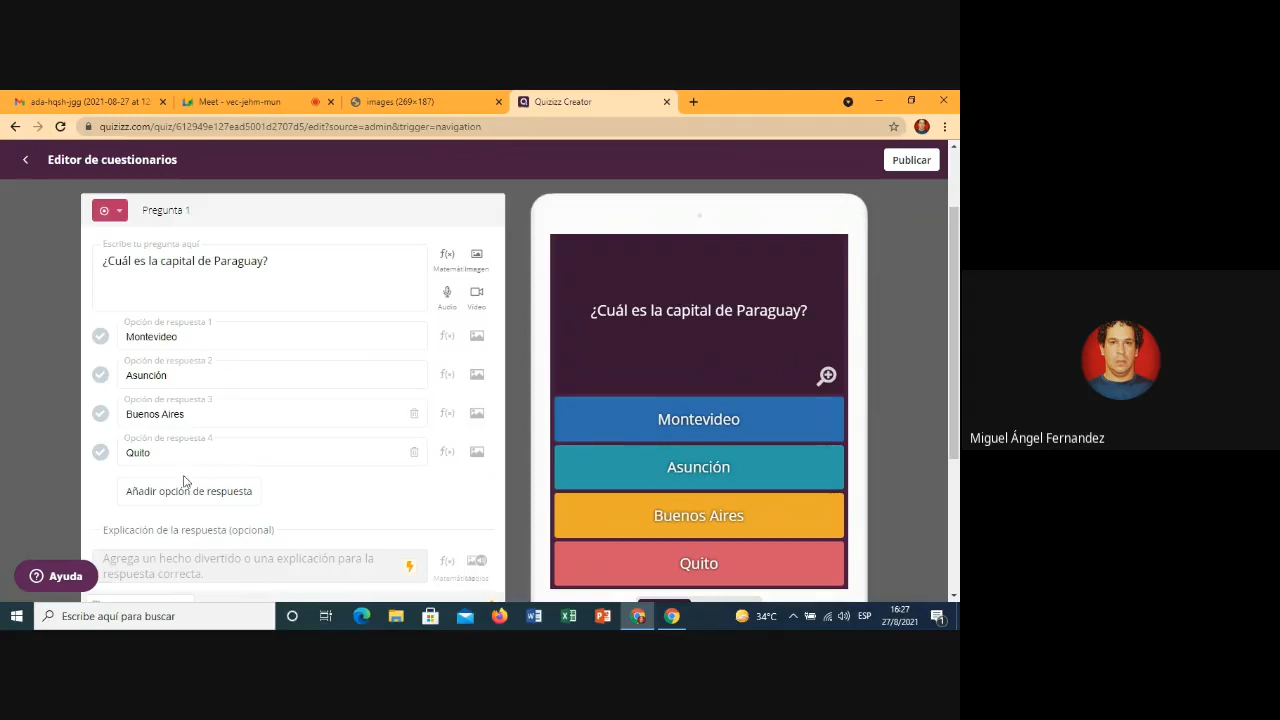 ada-hqsh-jgg (2021-08-27 at 12
Meet - vec-jehm-mun
images (269×187)
Quizizz Creator
quizizz.com/quiz/612949e127ead5001d2707d5/edit?source=admin&trigger=navigation
Editor de cuestionarios
Publicar
Pregunta 1
Escribe tu pregunta aquí
¿Cuál es la capital de Paraguay?
f(x)
Matemáti
Imagen
Audio
Vídeo
Opción de respuesta 1
Montevideo
f(x)
Opción de respuesta 2
Asunción
f(x)
Opción de respuesta 3
Buenos Aires
f(x)
Opción de respuesta 4
Quito
f(x)
Añadir opción de respuesta
Explicación de la respuesta (opcional)
Agrega un hecho divertido o una explicación para la
respuesta correcta.
f(x)
Ayuda
¿Cuál es la capital de Paraguay?
Montevideo
Asunción
Buenos Aires
Quito
Miguel Ángel Fernandez
Escribe aquí para buscar
34°C
ESP
16:27
27/8/2021
1